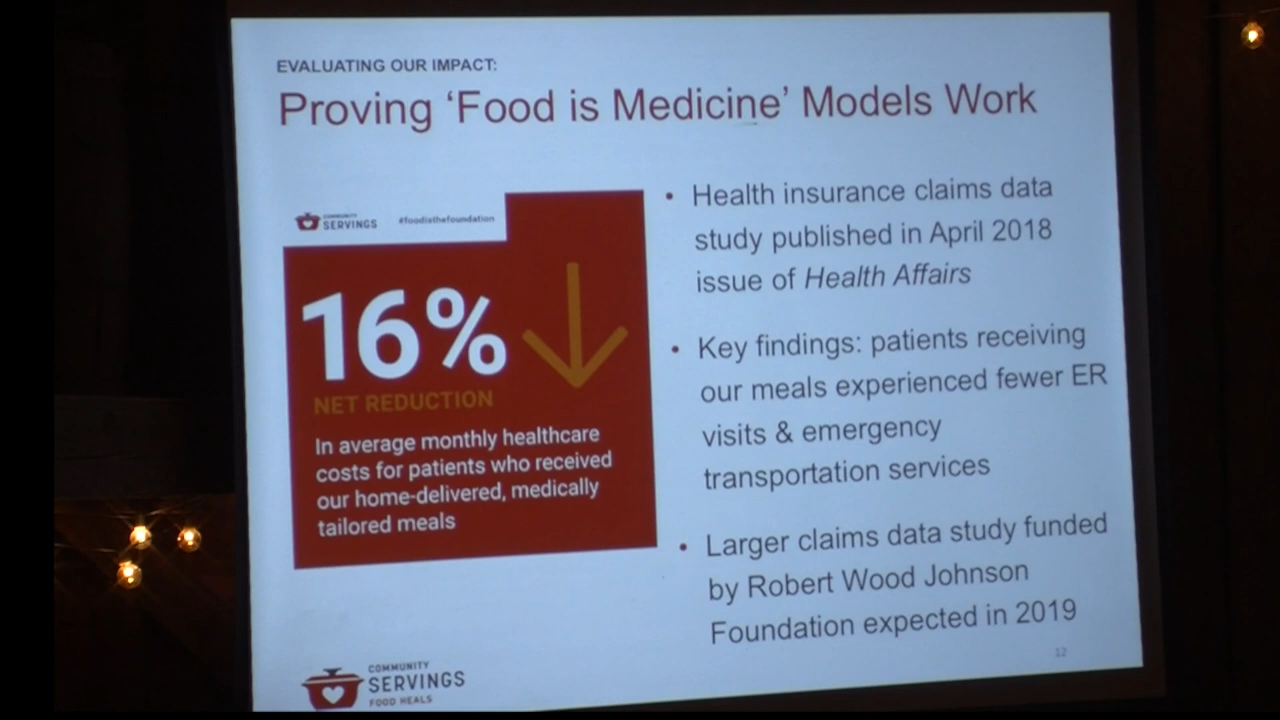 EVALUATING OUR IMPACT:
Proving ‘Food is Medicine’ Models Work
COMMUNITY
SERVINGS
#foodisthefoundation
16%
NET REDUCTION
In average monthly healthcare
costs for patients who received
our home-delivered, medically
tailored meals
• Health insurance claims data
study published in April 2018
issue of Health Affairs
• Key findings: patients receiving
our meals experienced fewer ER
visits & emergency
transportation services
• Larger claims data study funded
by Robert Wood Johnson
Foundation expected in 2019
12
COMMUNITY
SERVINGS
FOOD HEALS